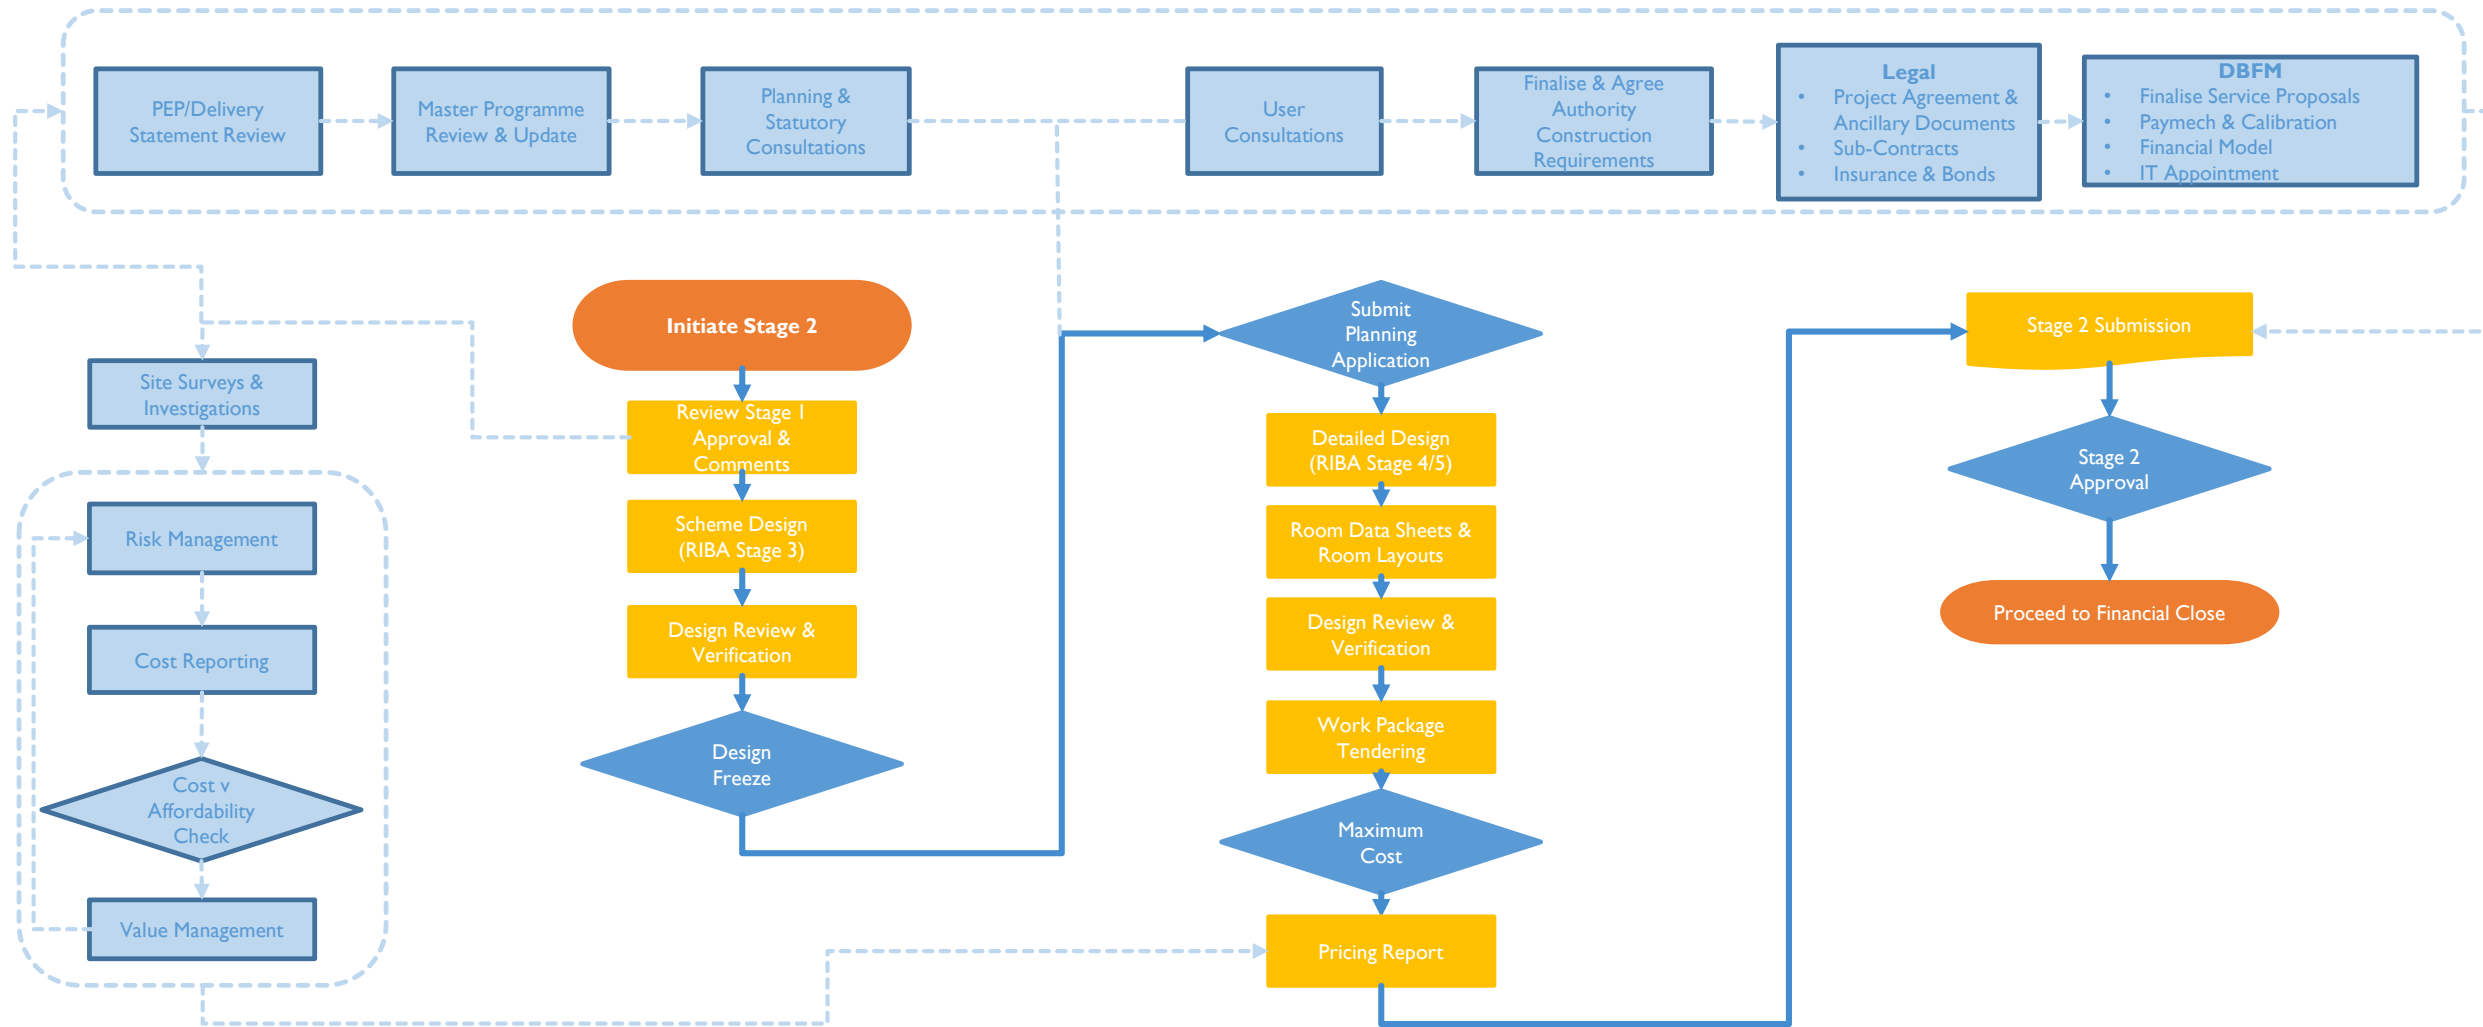 PEP/Delivery
Statement Review
Master Programme
Review & Update
Planning &
Statutory
Consultations
User
Consultations
Finalise & Agree
Authority
Construction
Requirements
Legal
• Project Agreement &
Ancillary Documents
• Sub-Contracts
• Insurance & Bonds
DBFM
• Finalise Service Proposals
• Paymech & Calibration
• Financial Model
• IT Appointment
Site Surveys &
Investigations
Risk Management
Cost Reporting
Cost v
Affordability
Check
Value Management
Initiate Stage 2
Review Stage 1
Approval &
Comments
Scheme Design
(RIBA Stage 3)
Design Review &
Verification
Design
Freeze
Submit
Planning
Application
Detailed Design
(RIBA Stage 4/5)
Room Data Sheets &
Room Layouts
Design Review &
Verification
Work Package
Tendering
Maximum
Cost
Pricing Report
Stage 2 Submission
Stage 2
Approval
Proceed to Financial Close